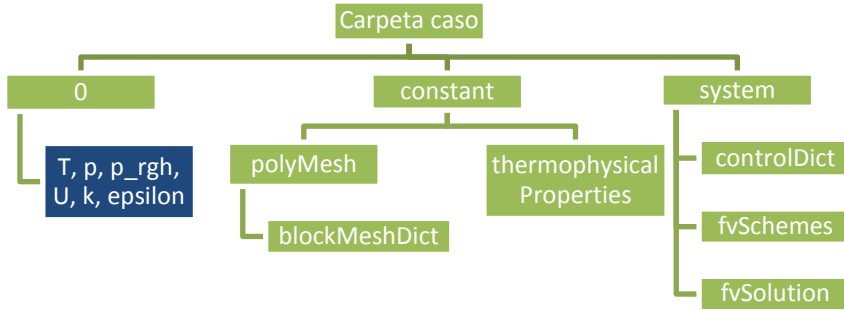 Carpeta caso
0
constant
system
T, p, p_rgh,
U, k, epsilon
polyMesh
thermophysical
Properties
controlDict
blockMeshDict
fvSchemes
fvSolution